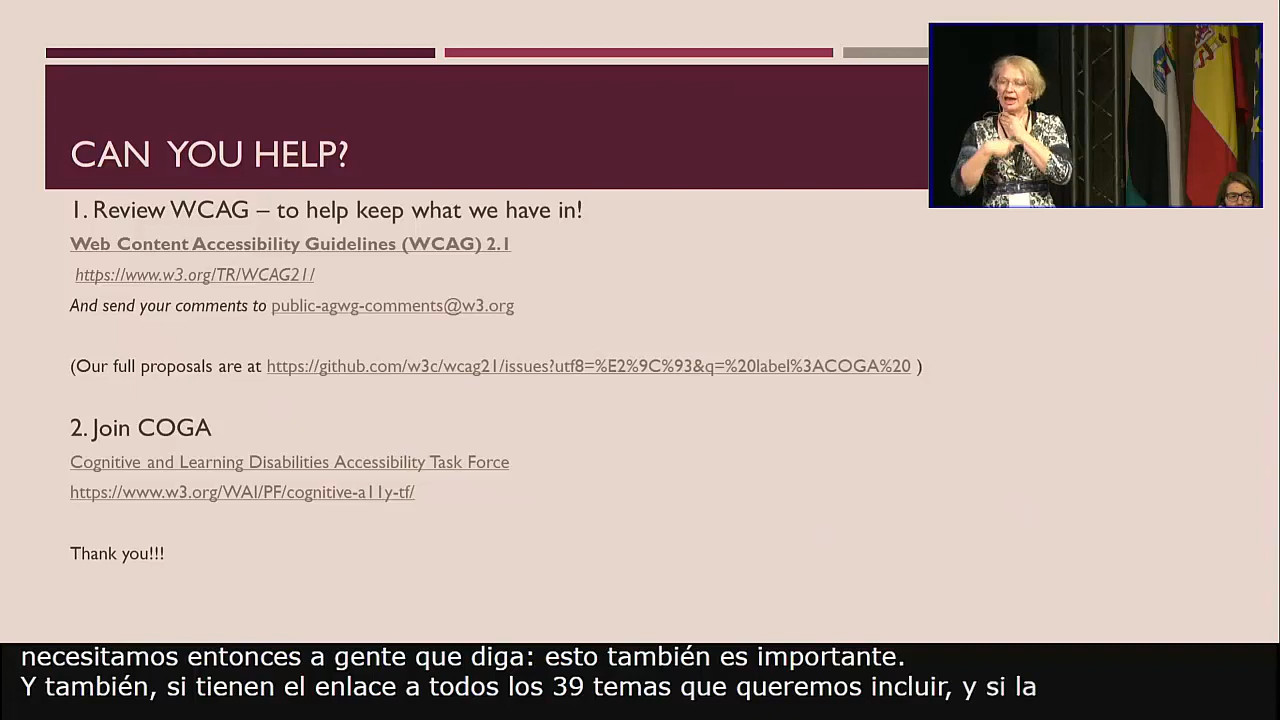 CAN YOU HELP?
1. Review WCAG – to help keep what we have in!
Web Content Accessibility Guidelines (WCAG) 2.1
https://www.w3.org/TR/WCAG21/
And send your comments to public-agwg-comments@w3.org
(Our full proposals are at https://github.com/w3c/wcag21/issues?utf8=%E2%9C%93&q=%20label%3ACOGA%20 )
2. Join COGA
Cognitive and Learning Disabilities Accessibility Task Force
https://www.w3.org/WAI/PF/cognitive-a11y-tf/
Thank you!!!
necesitamos entonces a gente que diga: esto también es importante.
Y también, si tienen el enlace a todos los 39 temas que queremos incluir, y si la